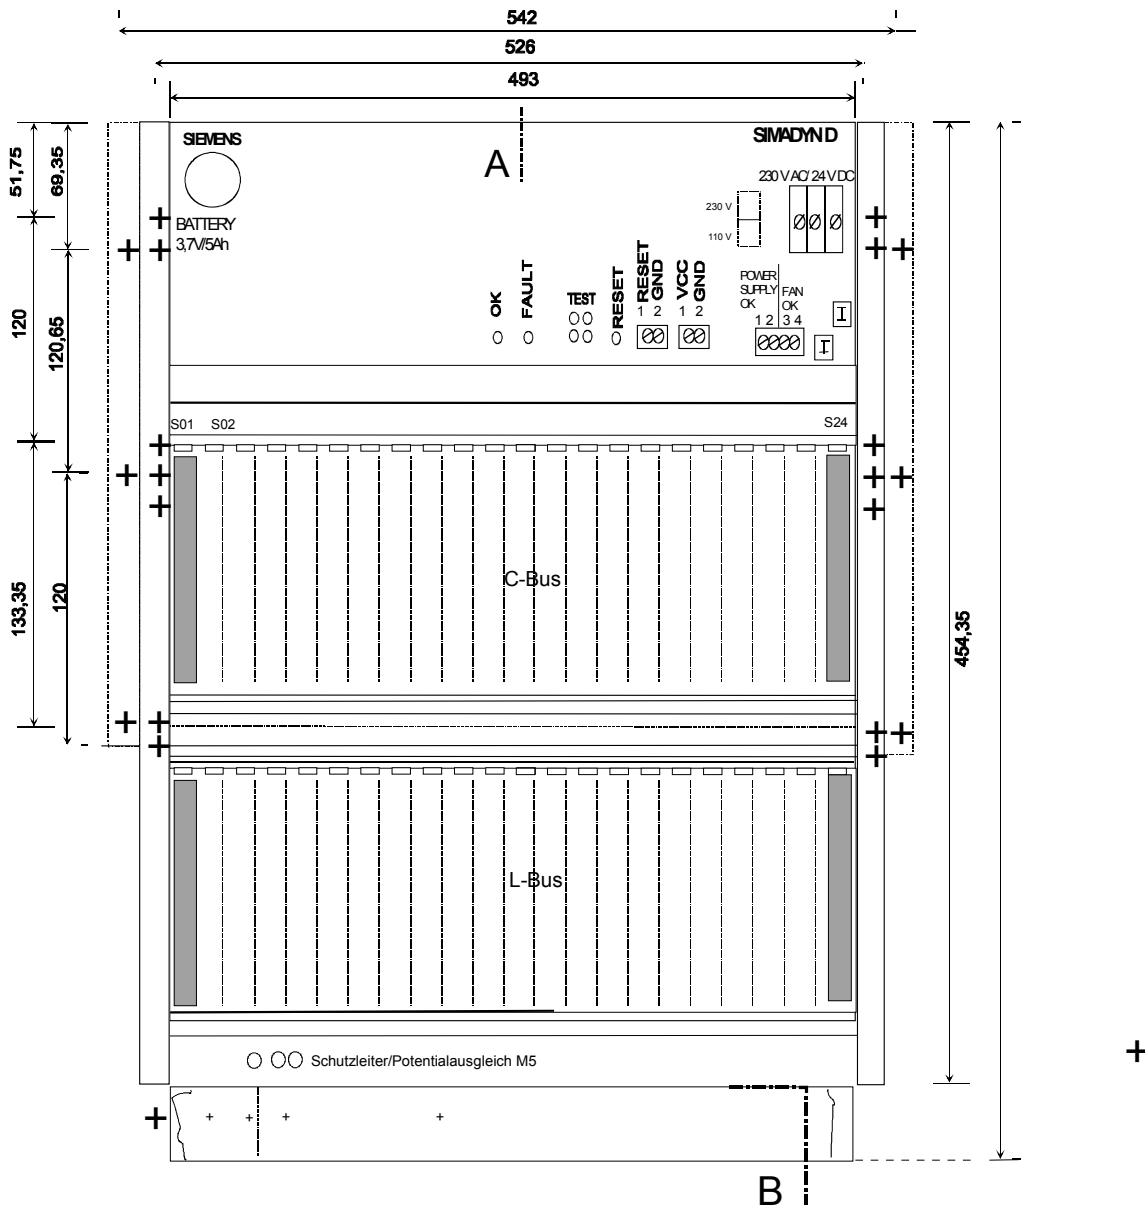 542
526
493
SIEMENS
SIMADYN D
A
51,75
69,35
230 V AC/ 24 V DC
230 V
110 V
BATTERY
3,7V/5Ah
OK
FAULT
TEST
RESET
RESET
GND
VCC
GND
1 2
1 2
POWER
SUPPLY
OK
FAN
OK
1 2 3 4
I
I
120
120,65
S01 S02 S24
C-Bus
133,35
120
454,35
L-Bus
Schutzleiter/Potentialausgleich M5
B